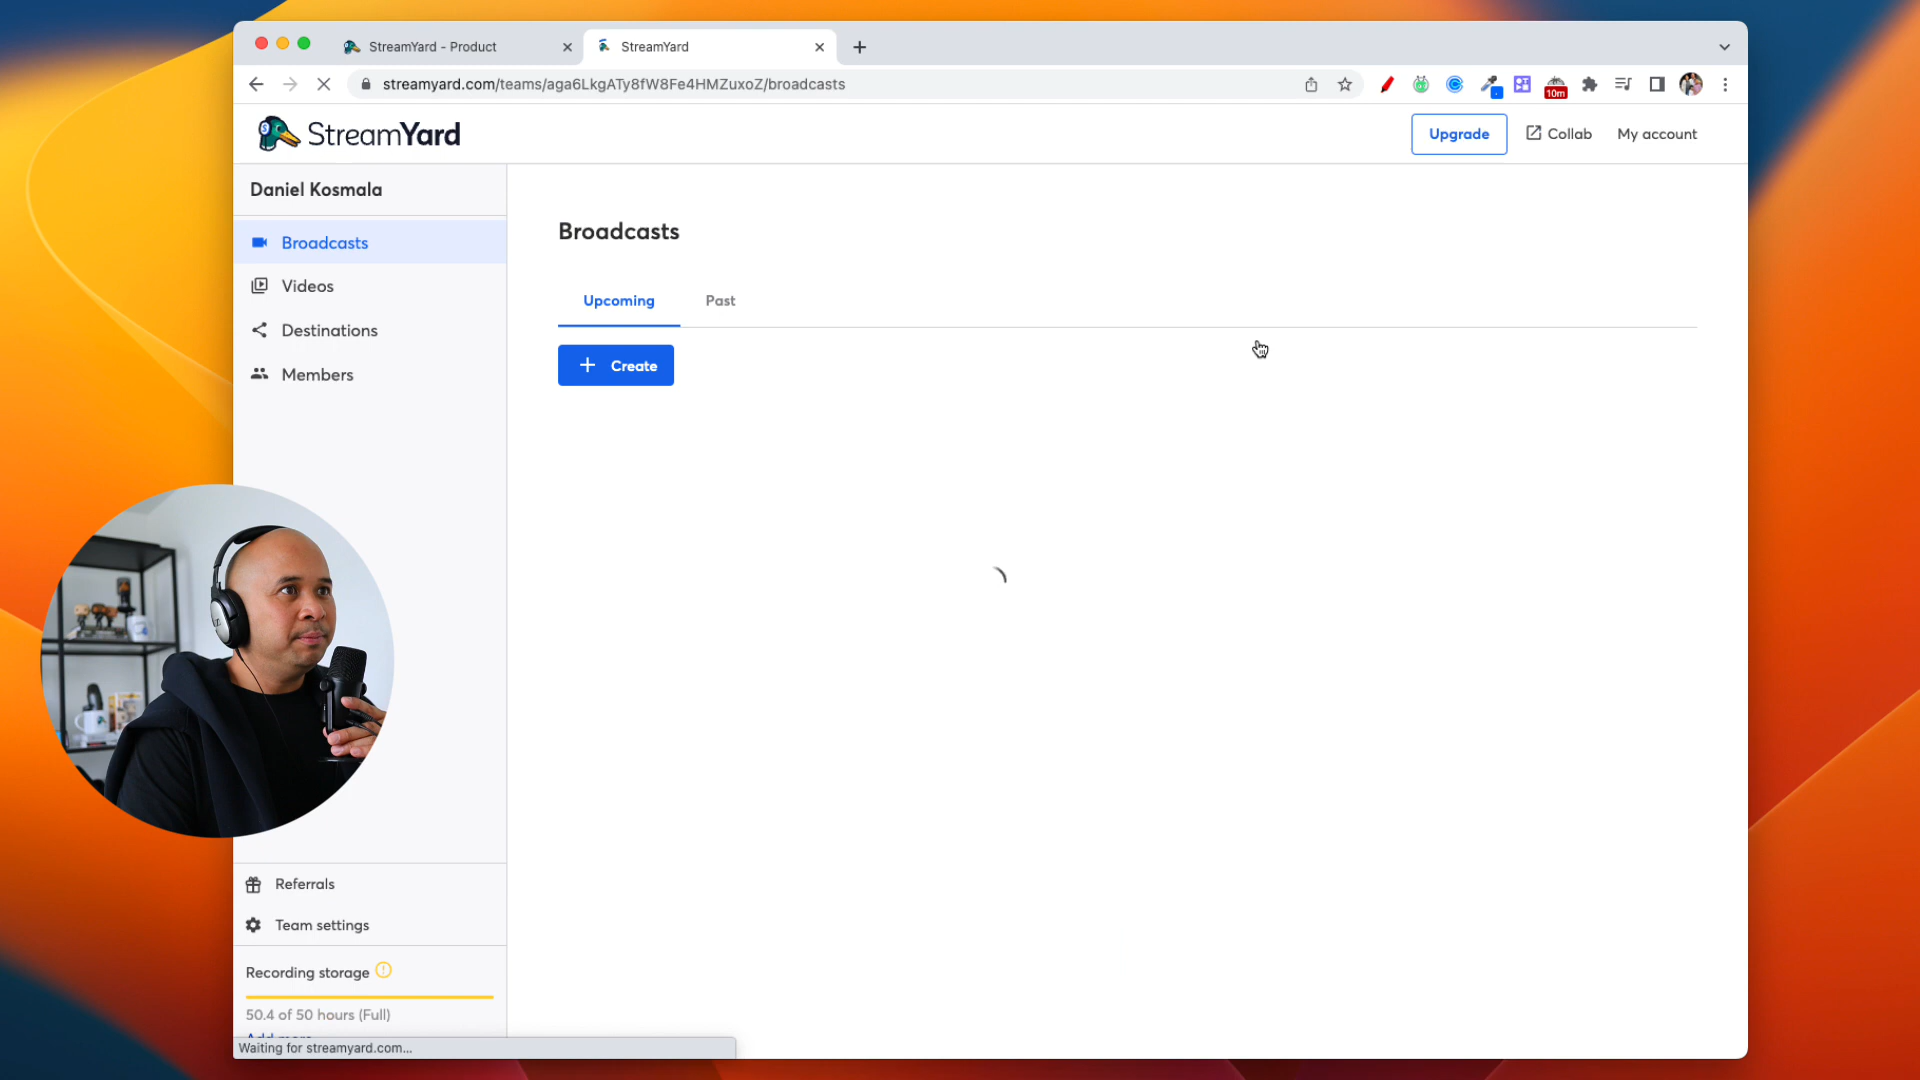 StreamYard - Product
StreamYard
streamyard.com/teams/aga6LkgATy8fW8Fe4HMZuxoZ/broadcasts
10m
StreamYard
Upgrade
Collab
My account
Daniel Kosmala
Broadcasts
Videos
Destinations
Members
Broadcasts
Upcoming
Past
+ Create
Referrals
Team settings
Recording storage
50.4 of 50 hours (Full)
Add more
Waiting for streamyard.com...